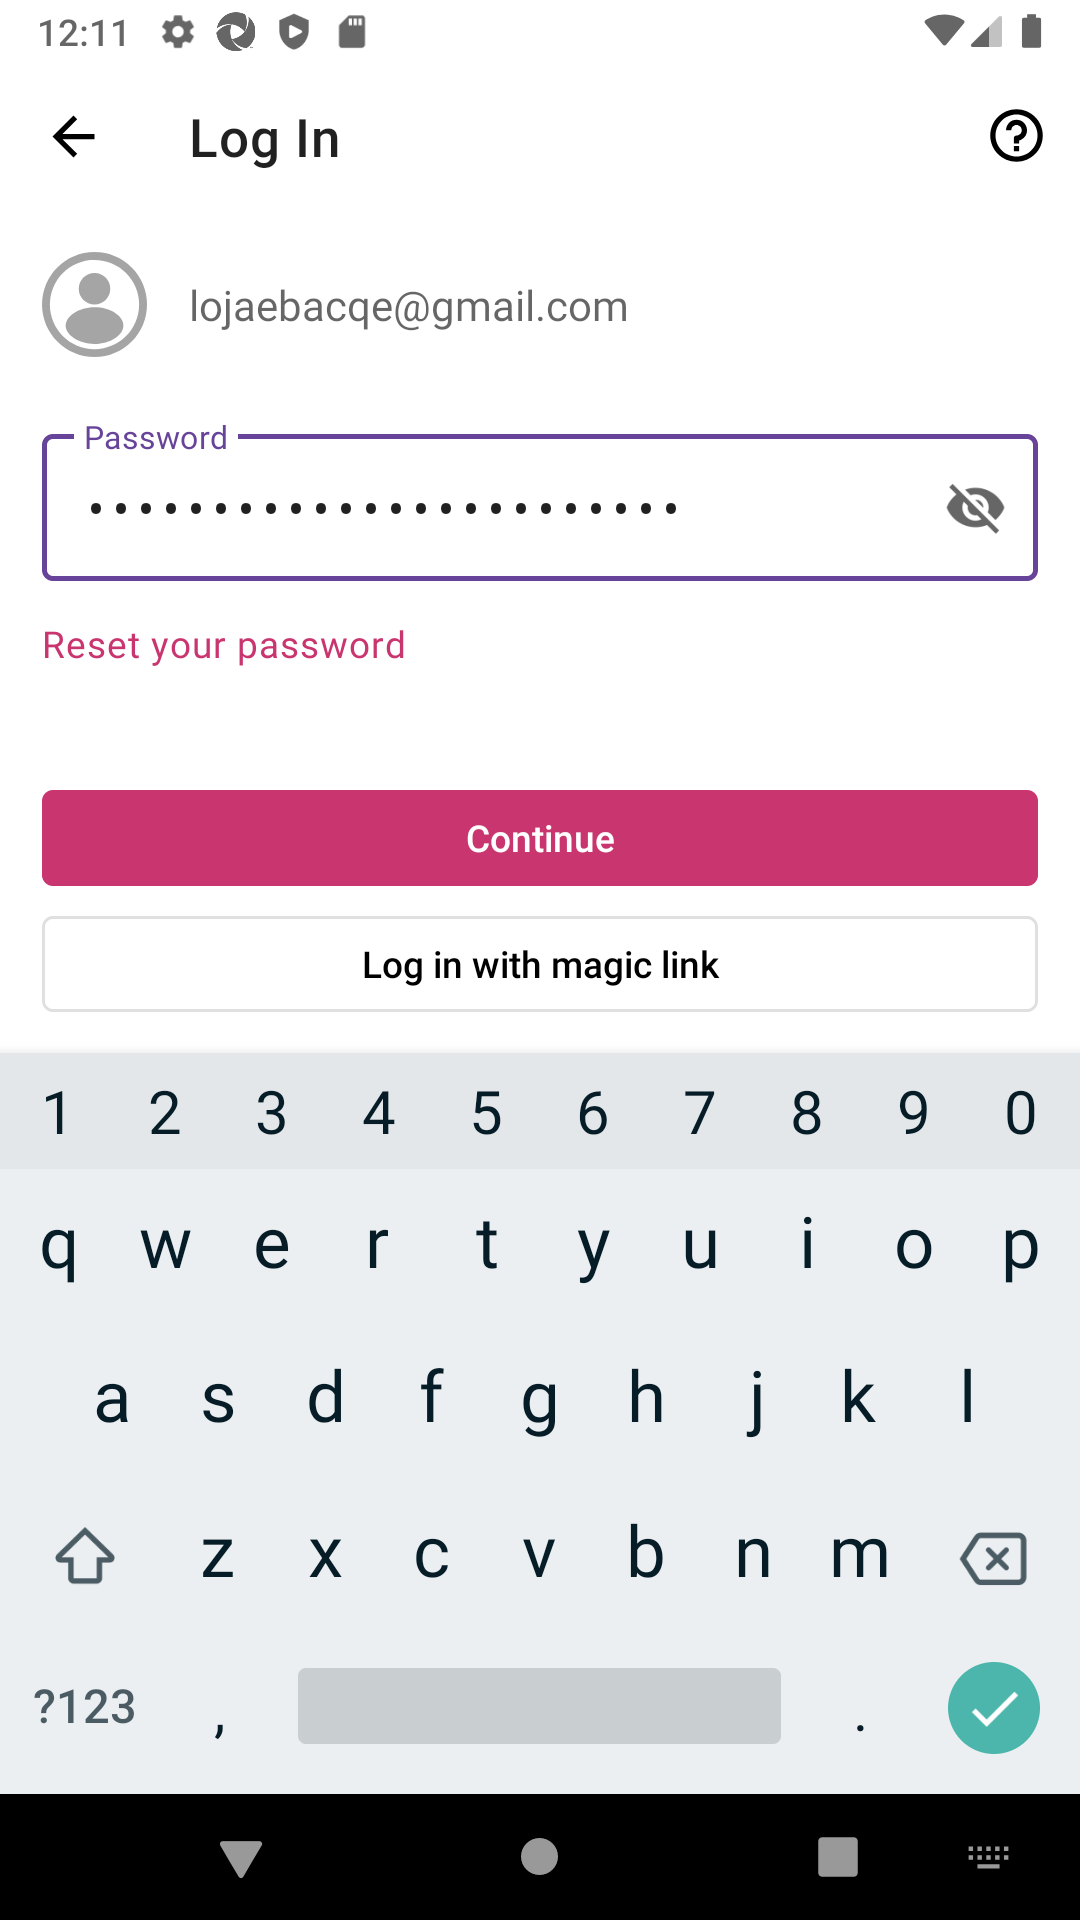 12:11
Log In
lojaebacqe@gmail.com
Password
••••••••••••••••••••••••
Reset your password
Continue
Log in with magic link
1 2 3 4 5 6 7 8 9 0
q w e r t y u i o p
a s d f g h j k l
z x c v b n m
?123 , .